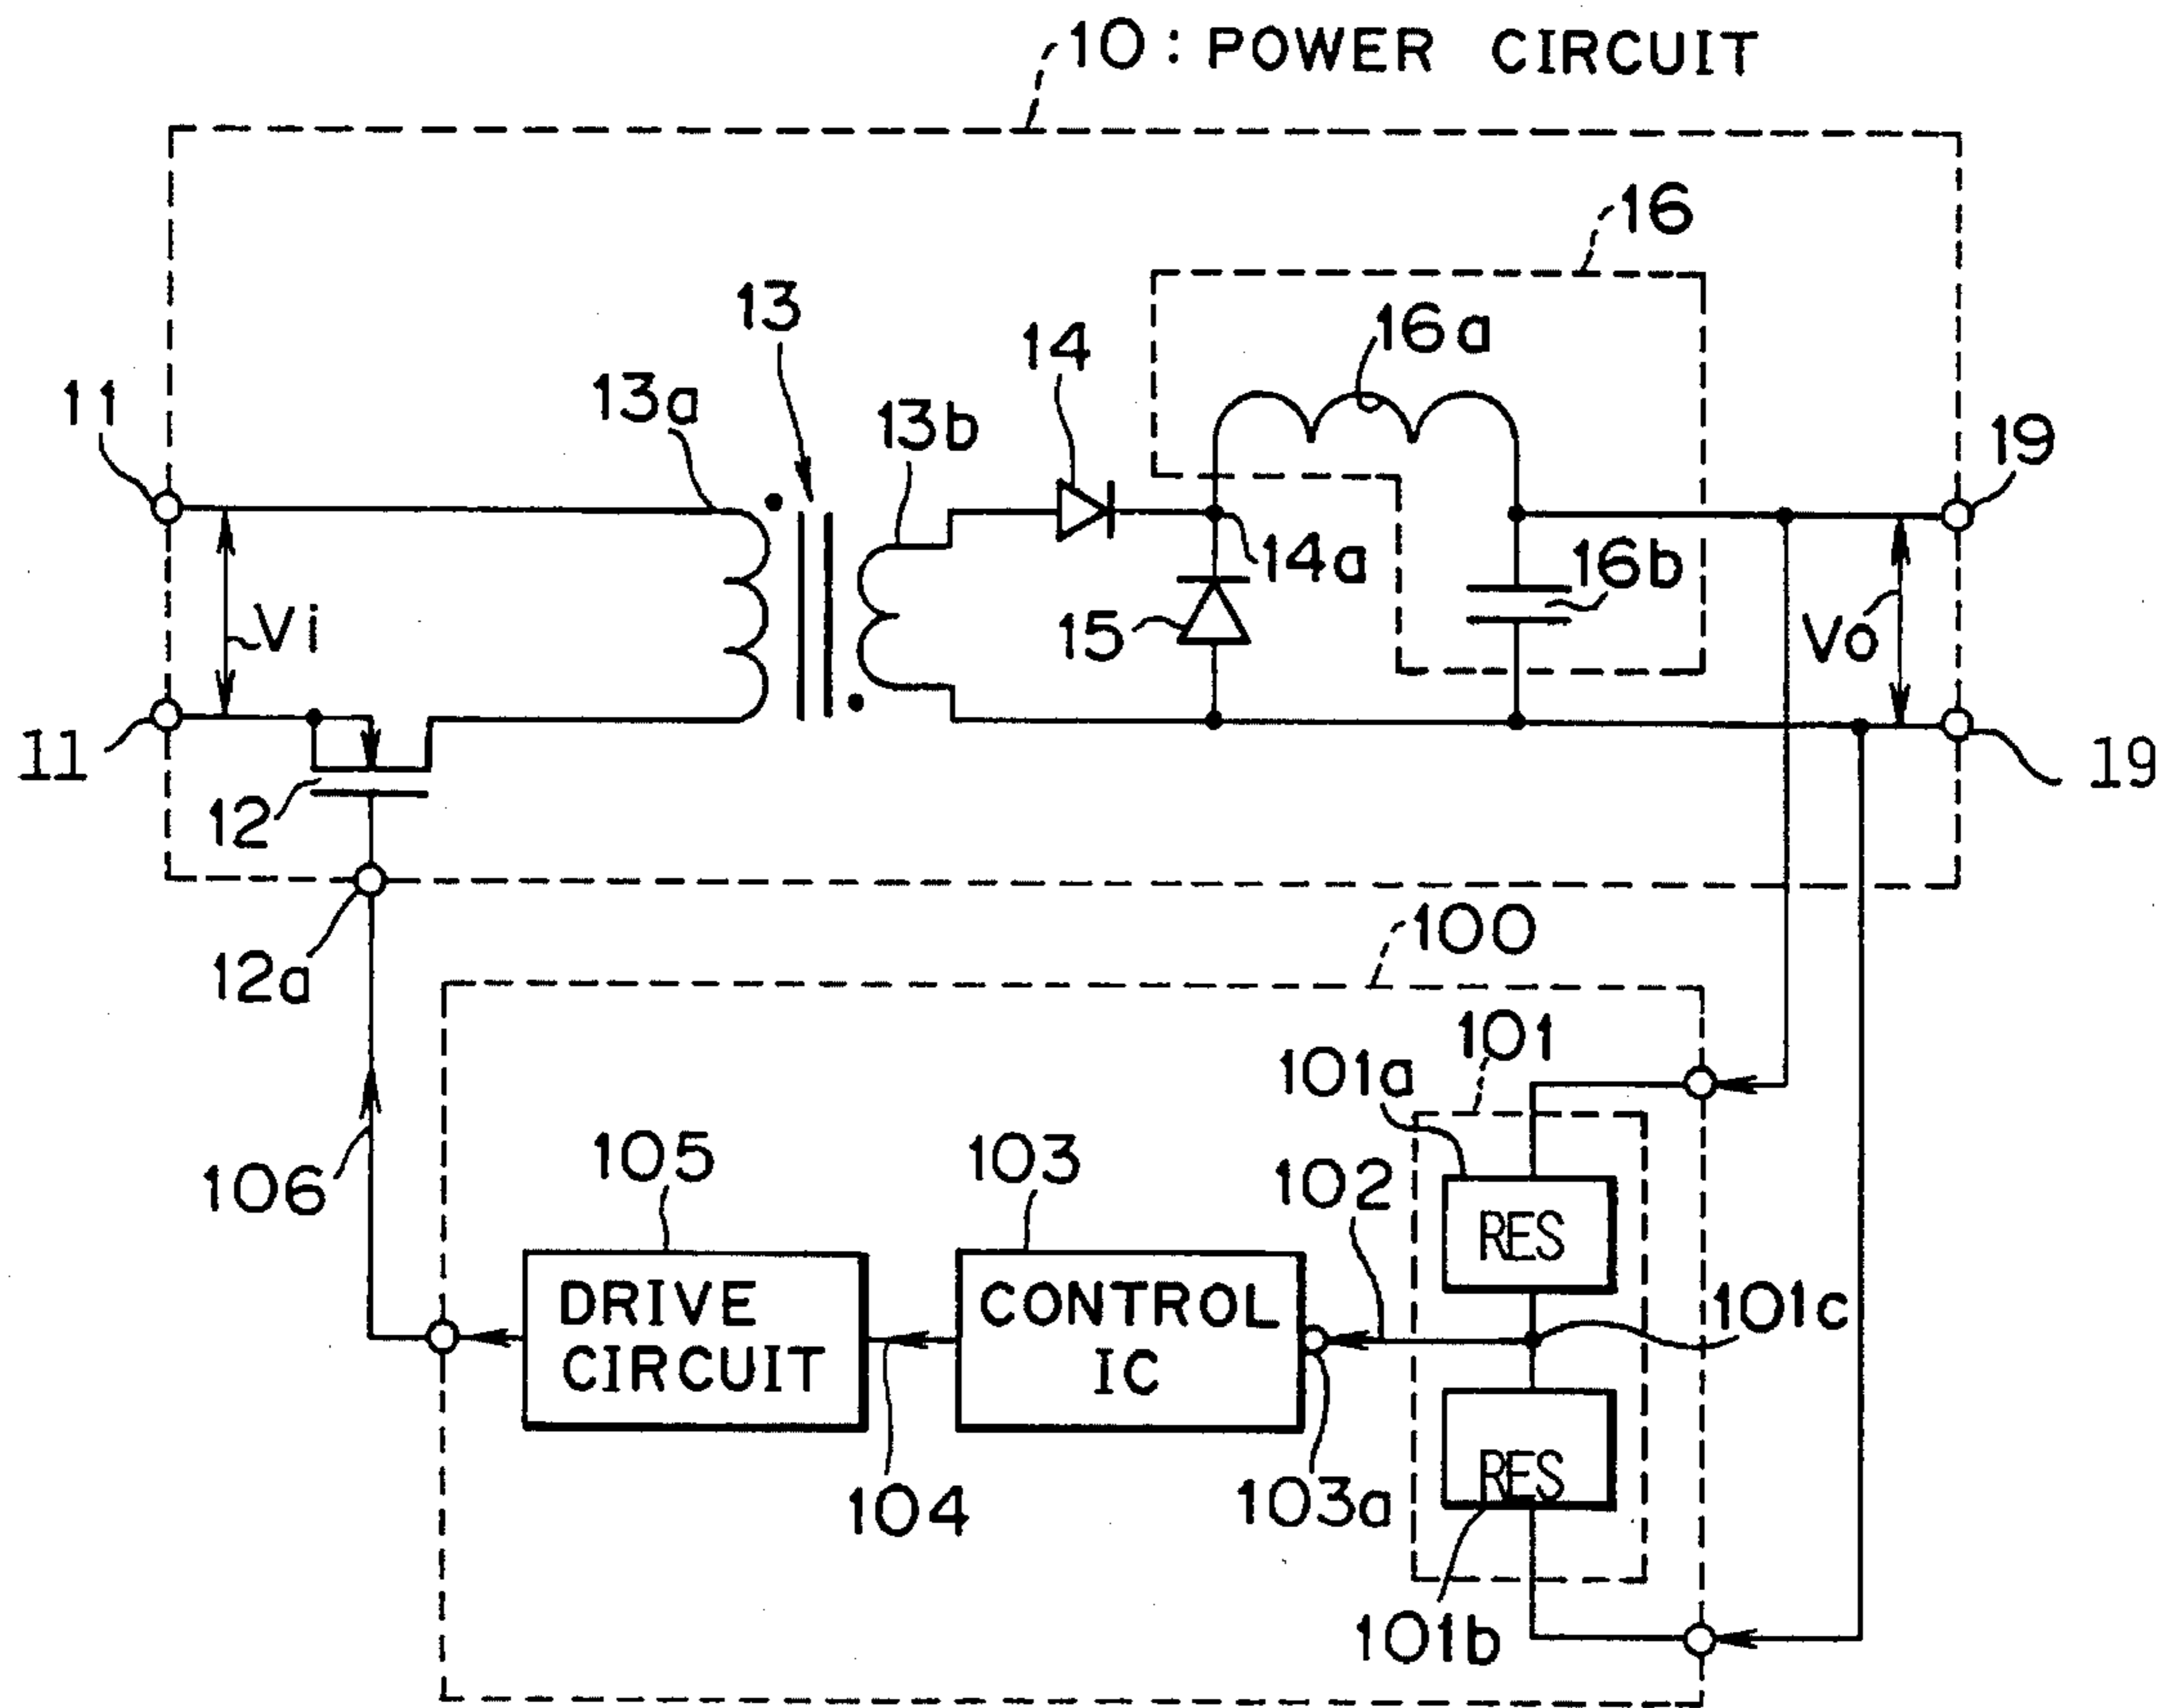 10: POWER CIRCUIT
16
13
14
16a
13a
13b
11
19
14a
16b
Vi
15
Vo
11
12
19
12a
100
101
101a
105
103
102
106
RES
DRIVE CIRCUIT
CONTROL IC
101c
RES
104
103a
101b